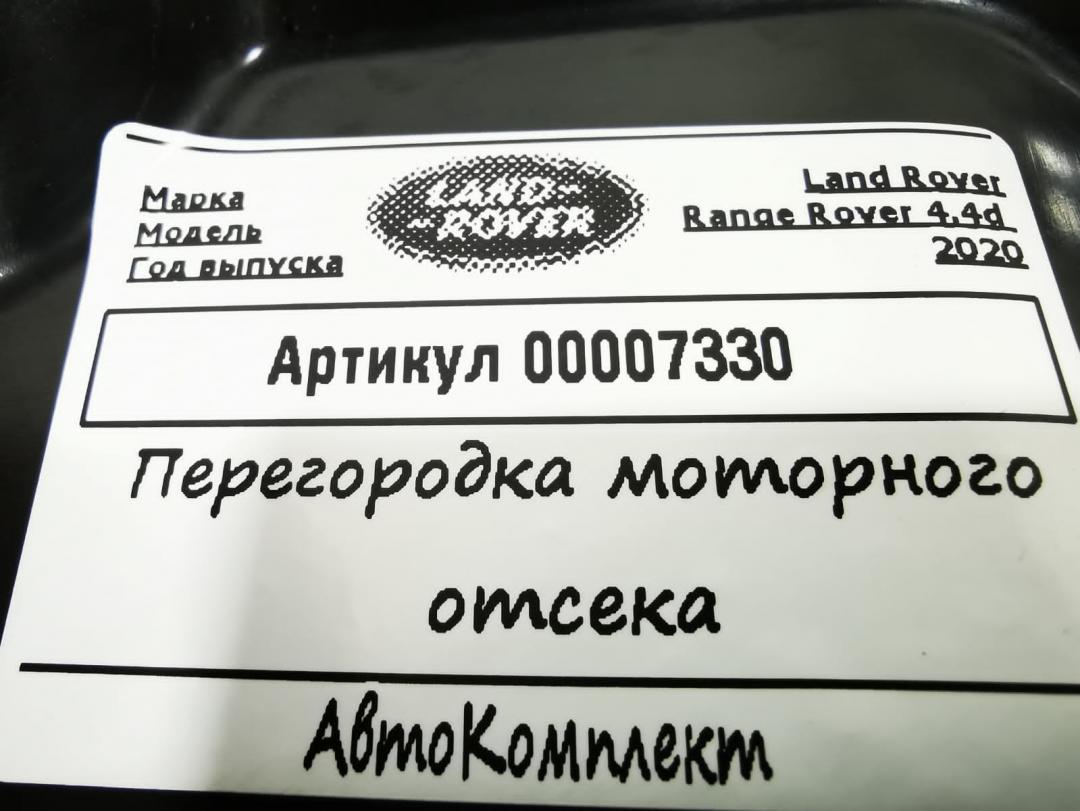 Марка
Модель
Год выпуска
LAND-
-ROVER
Land Rover
Range Rover 4.4d
2020
Артикул 00007330
Перегородка моторного
отсека
АвтоКомплект